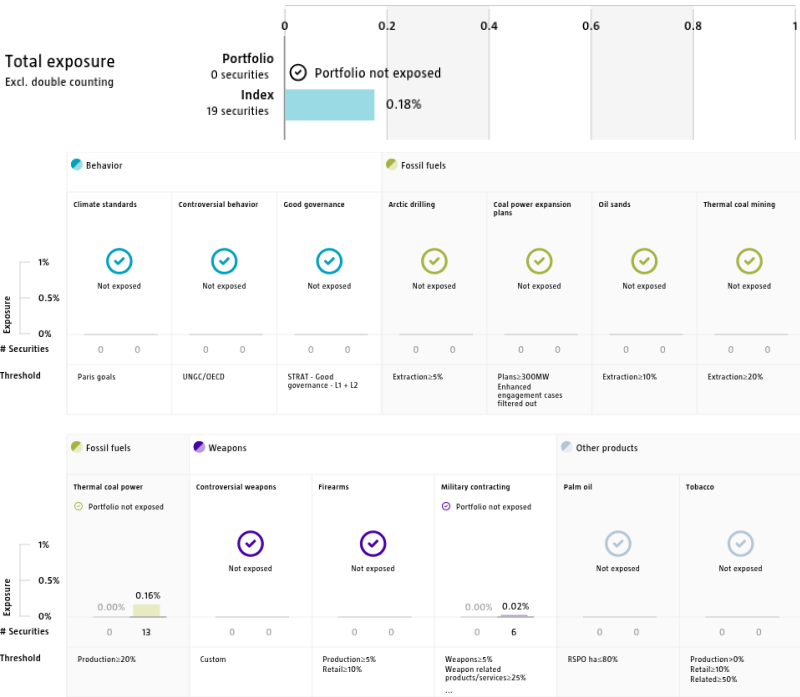 0 0.2 0.4 0.6 0.8 1
Total exposure
Excl. double counting
Portfolio
0 securities
Portfolio not exposed
Index
19 securities
0.18%
Behavior
Fossil fuels
Climate standards
Controversial behavior
Good governance
Arctic drilling
Coal power expansion
plans
Oil sands
Thermal coal mining
Exposure
1%
0.5%
0%
Not exposed
Not exposed
Not exposed
Not exposed
Not exposed
Not exposed
Not exposed
# Securities
0 0 0 0 0 0 0 0 0 0 0 0 0 0
Threshold
Paris goals
UNGC/OECD
STRAT - Good
governance - L1 + L2
Extraction≥5%
Plans≥300MW
Enhanced
engagement cases
filtered out
Extraction≥10%
Extraction≥20%
Fossil fuels
Weapons
Other products
Thermal coal power
Controversial weapons
Firearms
Military contracting
Palm oil
Tobacco
Portfolio not exposed
Portfolio not exposed
Exposure
1%
0.5%
0%
0.00% 0.16%
Not exposed
Not exposed
0.00% 0.02%
Not exposed
Not exposed
# Securities
0 13 0 0 0 0 0 6 0 0 0 0
Threshold
Production≥20%
Custom
Production≥5%
Retail≥10%
Weapons≥5%
Weapon related
products/services≥25%
...
RSPO ha≤80%
Production>0%
Retail≥10%
Related≥50%